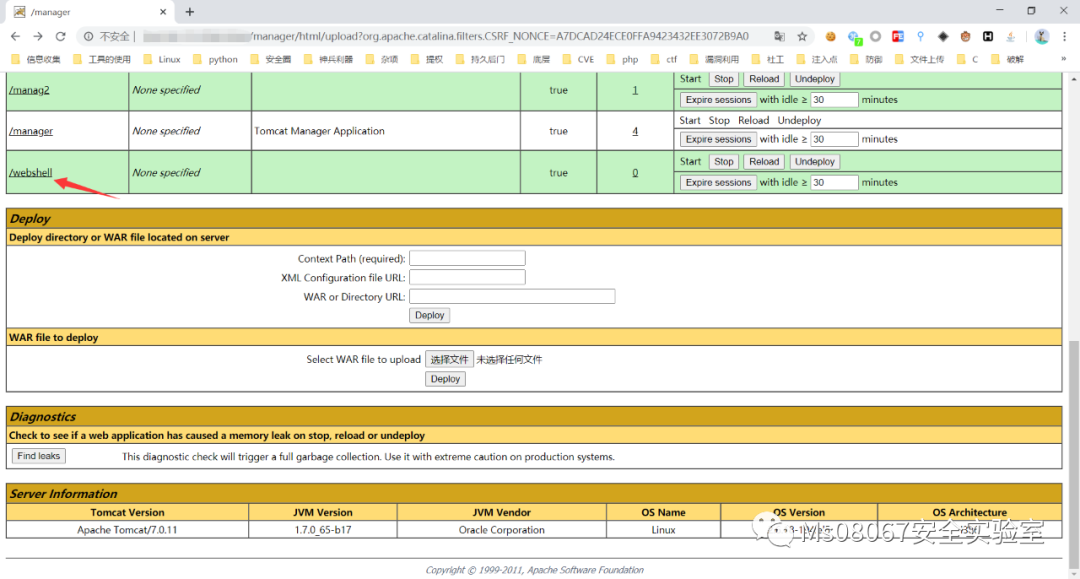 /manager
不安全
/manager/html/upload?org.apache.catalina.filters.CSRF_NONCE=A7DCAD24ECE0FFA9423432EE3072B9A0
信息收集 工具的使用 Linux python 安全圈 神兵利器 杂项 提权 持久后门 底层 CVE php ctf 漏洞利用 社工 注入点 防御 文件上传 C 破解 »
/manag2 None specified true 1 Start Stop Reload Undeploy
Expire sessions with idle ≥ 30 minutes
/manager None specified Tomcat Manager Application true 4 Start Stop Reload Undeploy
Expire sessions with idle ≥ 30 minutes
/webshell None specified true 0 Start Stop Reload Undeploy
Expire sessions with idle ≥ 30 minutes
Deploy
Deploy directory or WAR file located on server
Context Path (required):
XML Configuration file URL:
WAR or Directory URL:
Deploy
WAR file to deploy
Select WAR file to upload 选择文件 未选择任何文件
Deploy
Diagnostics
Check to see if a web application has caused a memory leak on stop, reload or undeploy
Find leaks This diagnostic check will trigger a full garbage collection. Use it with extreme caution on production systems.
Server Information
Tomcat Version JVM Version JVM Vendor OS Name OS Version OS Architecture
Apache Tomcat/7.0.11 1.7.0_65-b17 Oracle Corporation Linux
Ms08067安全实验室
Copyright © 1999-2011, Apache Software Foundation